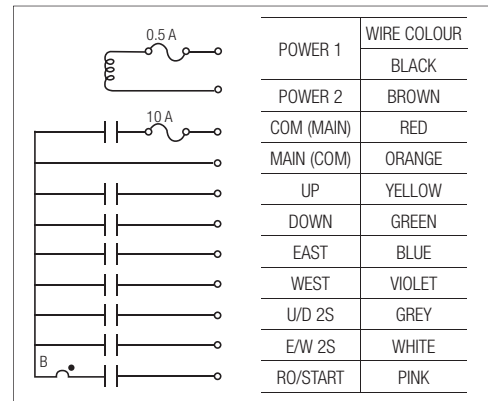 0.5 A
10 A
B
WIRE COLOUR
POWER 1 BLACK
POWER 2 BROWN
COM (MAIN) RED
MAIN (COM) ORANGE
UP YELLOW
DOWN GREEN
EAST BLUE
WEST VIOLET
U/D 2S GREY
E/W 2S WHITE
RO/START PINK